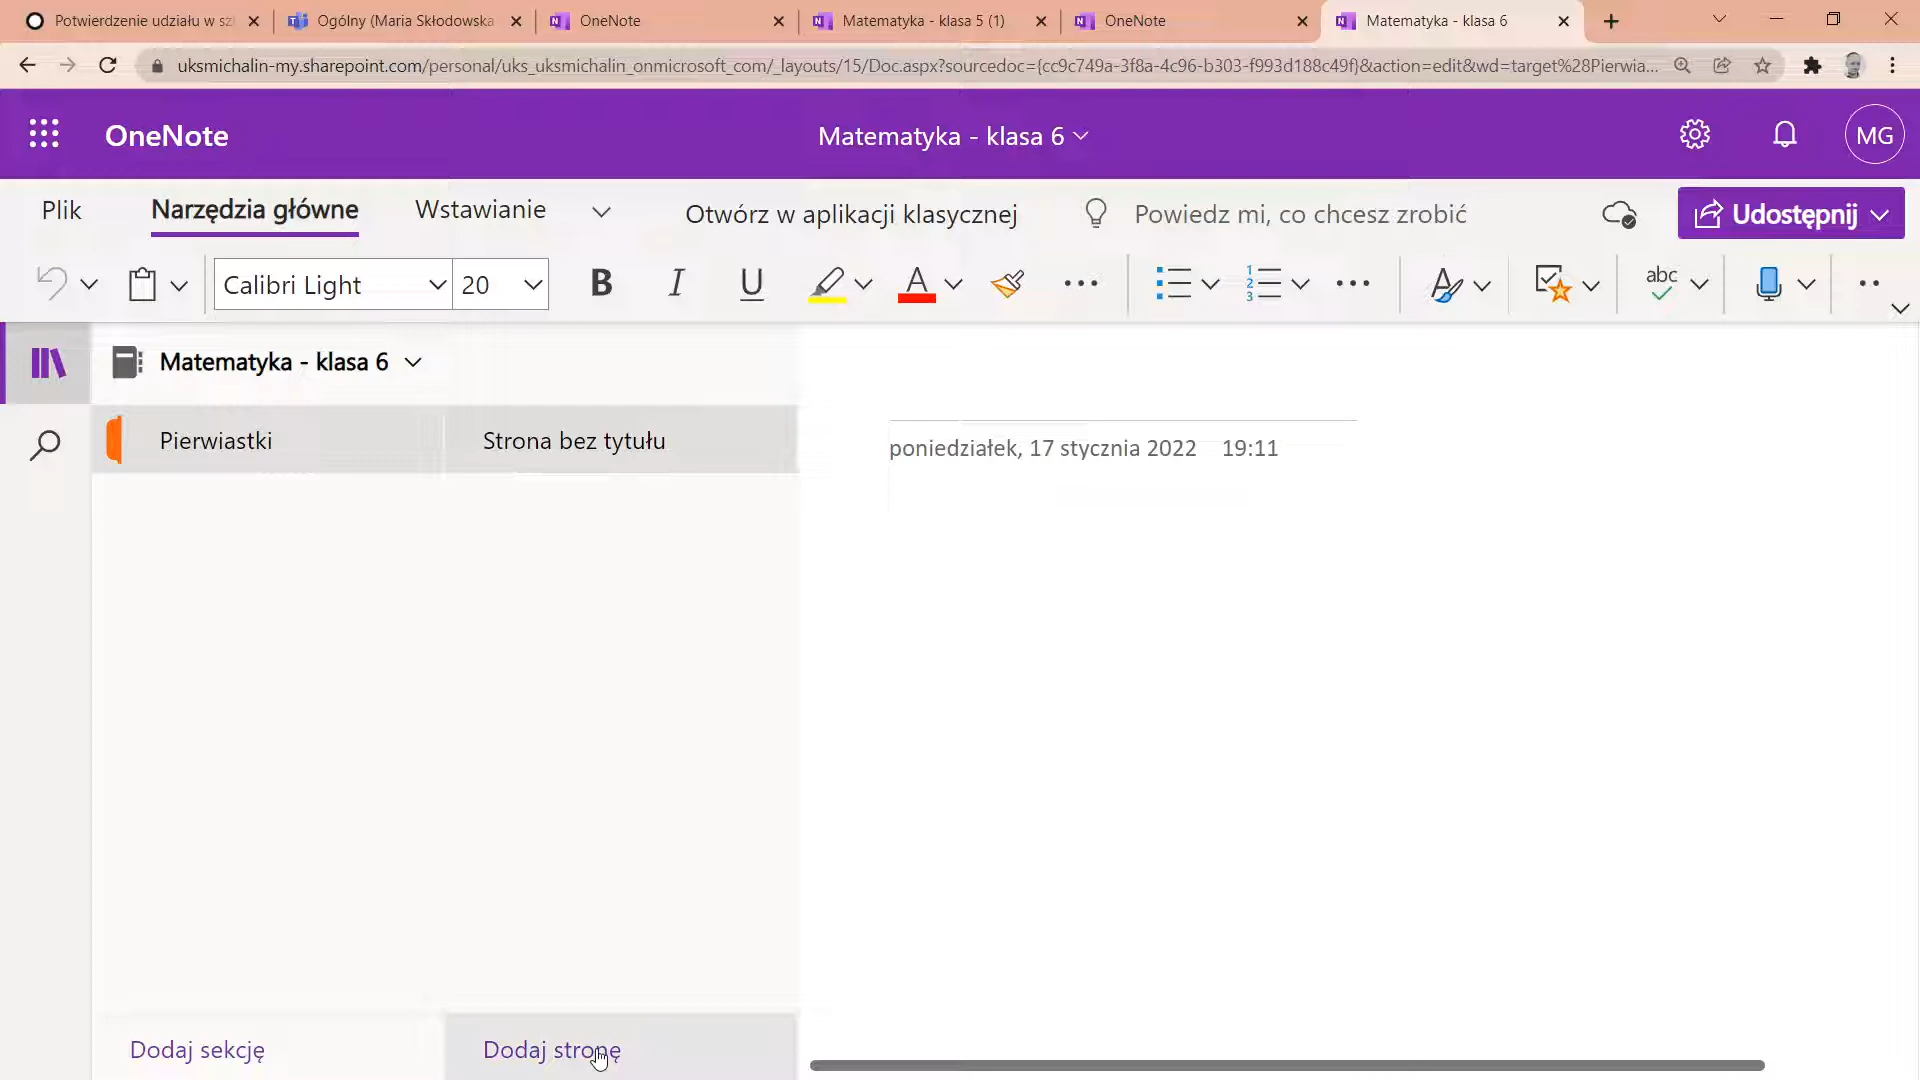 Potwierdzenie udziału w sz
Ogólny (Maria Skłodowska
OneNote
Matematyka - klasa 5 (1)
OneNote
Matematyka - klasa 6
uksmichalin-my.sharepoint.com/personal/uks_uksmichalin_onmicrosoft_com/_layouts/15/Doc.aspx?sourcedoc={cc9c749a-3f8a-4c96-b303-f993d188c49f}&action=edit&wd=target%28Pierwia...
OneNote
Matematyka - klasa 6
MG
Plik
Narzędzia główne
Wstawianie
Otwórz w aplikacji klasycznej
Powiedz mi, co chcesz zrobić
Udostępnij
Calibri Light
20
B
I
U
A
1
2
3
abc
Matematyka - klasa 6
Pierwiastki
Strona bez tytułu
poniedziałek, 17 stycznia 2022 19:11
Dodaj sekcję
Dodaj stronę